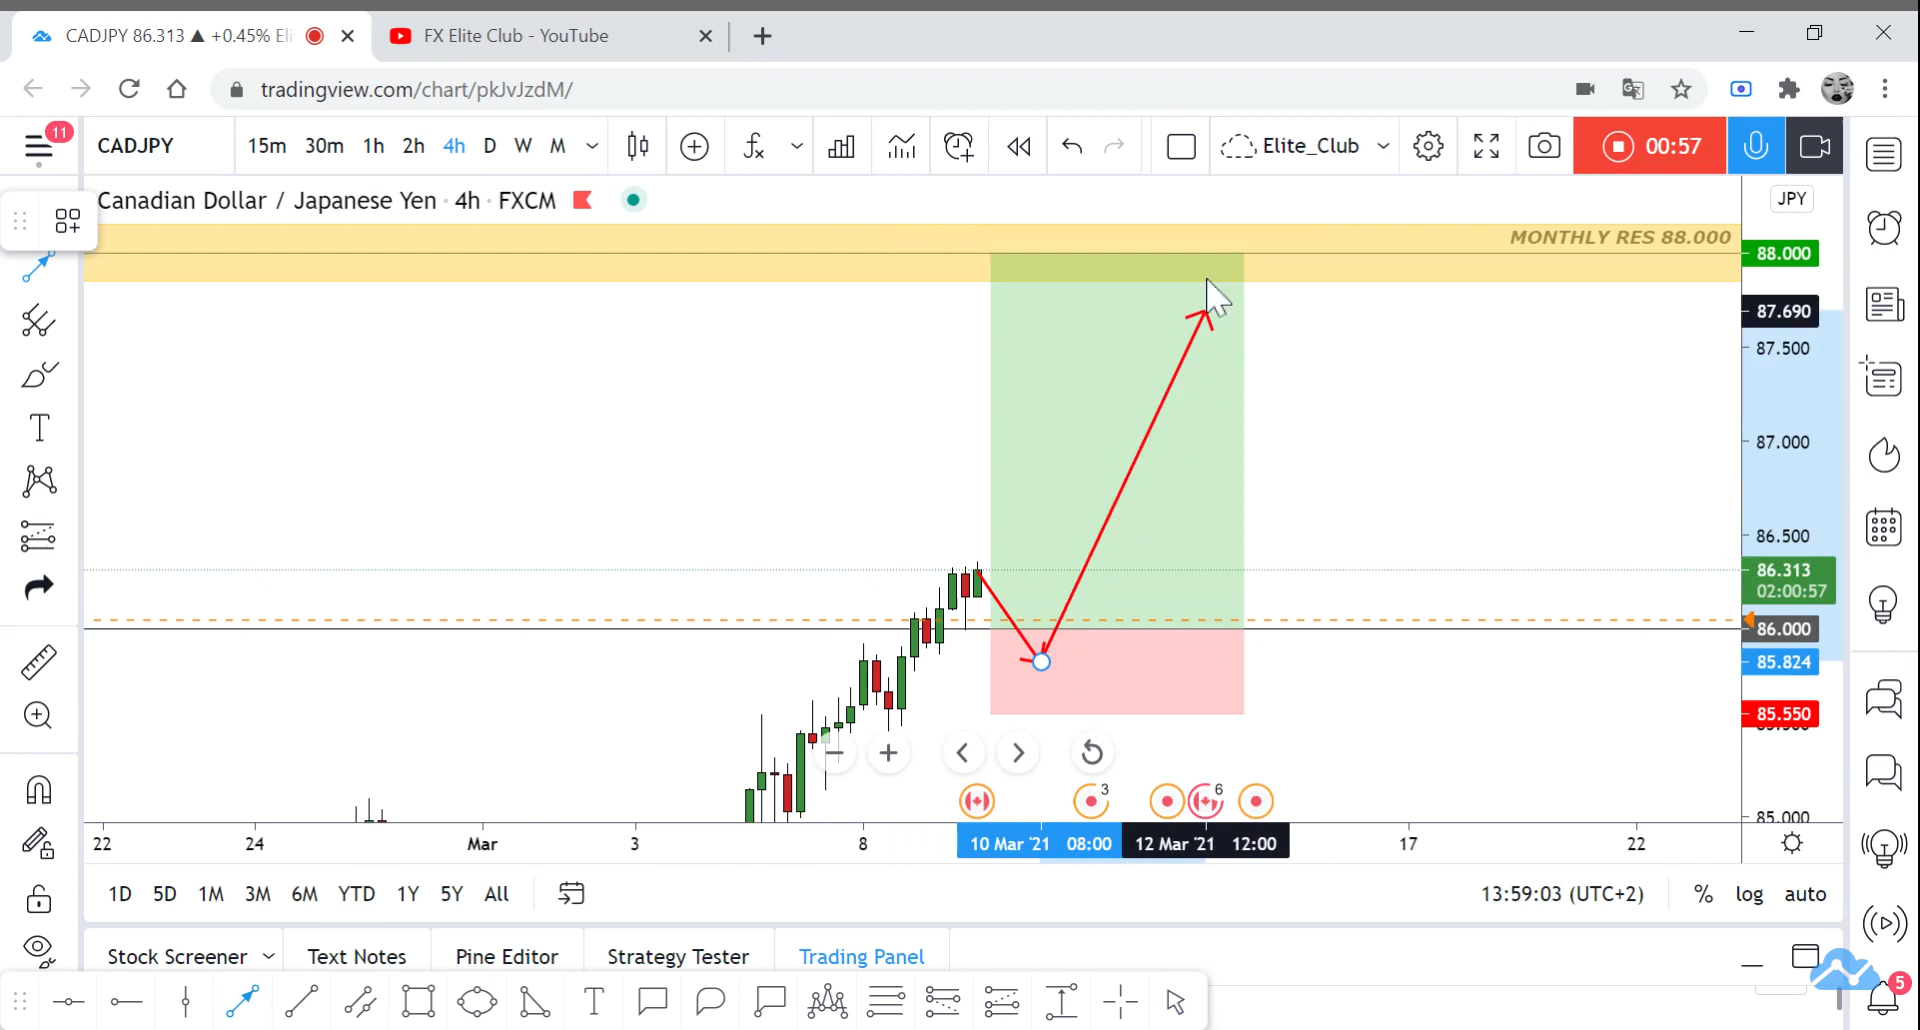 CADJPY 86.313 ▲ +0.45% Eli
FX Elite Club - YouTube
tradingview.com/chart/pkJvJzdM/
11
CADJPY
15m 30m 1h 2h 4h D W M
Elite_Club
00:57
Canadian Dollar / Japanese Yen · 4h · FXCM
JPY
MONTHLY RES 88.000
88.000
87.690
87.500
87.000
86.500
86.313
02:00:57
86.000
85.824
85.550
85.000
3
6
22 24 Mar 3 8 10 Mar '21 08:00 12 Mar '21 12:00 17 22
1D 5D 1M 3M 6M YTD 1Y 5Y All
13:59:03 (UTC+2) % log auto
Stock Screener Text Notes Pine Editor Strategy Tester Trading Panel
5